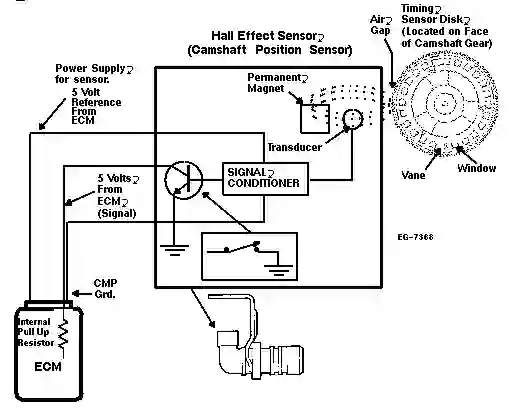 Hall Effect Sensor
(Camshaft Position Sensor)
Air
Gap
Timing
Sensor Disk
(Located on Face
of Camshaft Gear)
Power Supply
for sensor.
5 Volt
Reference
From
ECM
Permanent
Magnet
Transducer
Vane
Window
SIGNAL
CONDITIONER
5 Volts
From
ECM
(Signal)
EG-7368
CMP
Grd.
Internal
Pull Up
Resistor
ECM